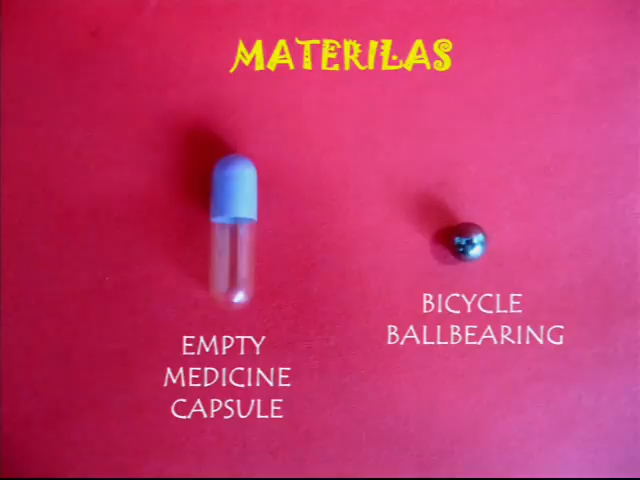 MATERILAS
EMPTY
MEDICINE
CAPSULE
BICYCLE
BALLBEARING